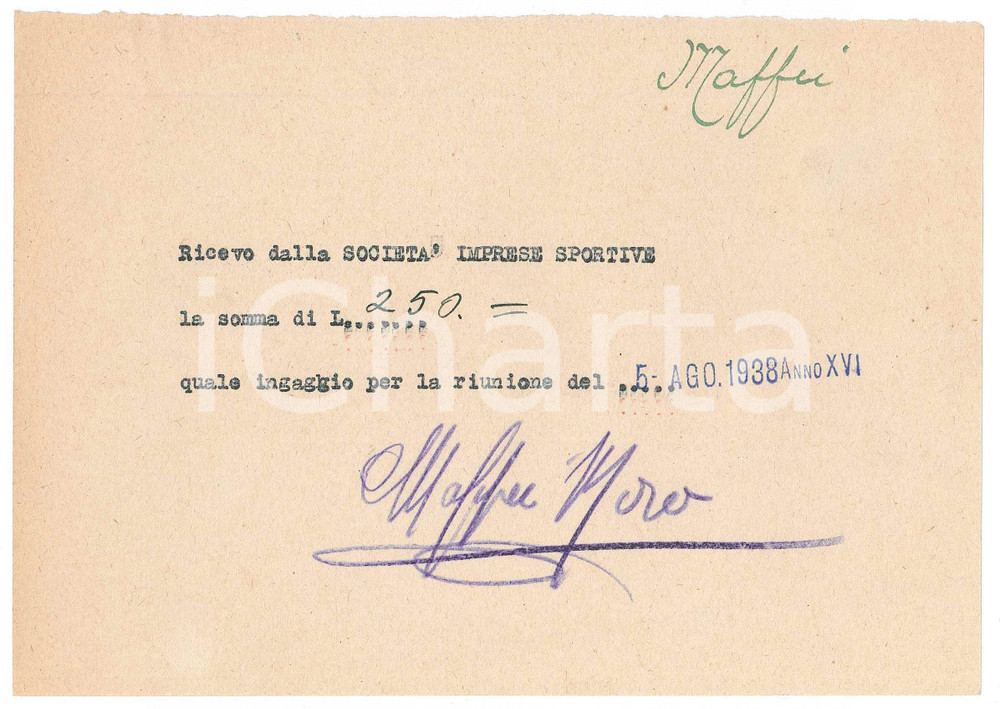 Maffei
Ricevo dalla SOCIETA' IMPRESE SPORTIVE
la somma di L. 250. =
quale ingaggio per la riunione del 5- AGO. 1938 ANNO XVI
Maffei
iCharta